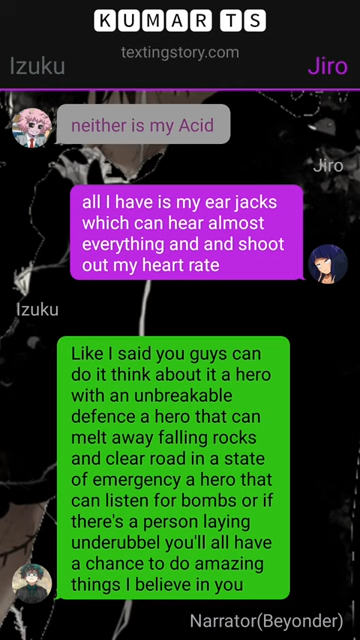 KUMAR TS
textingstory.com
Izuku
Jiro
neither is my Acid
Jiro
all I have is my ear jacks
which can hear almost
everything and and shoot
out my heart rate
Izuku
Like I said you guys can
do it think about it a hero
with an unbreakable
defence a hero that can
melt away falling rocks
and clear road in a state
of emergency a hero that
can listen for bombs or if
there's a person laying
underubbel you'll all have
a chance to do amazing
things I believe in you
Narrator(Beyonder)